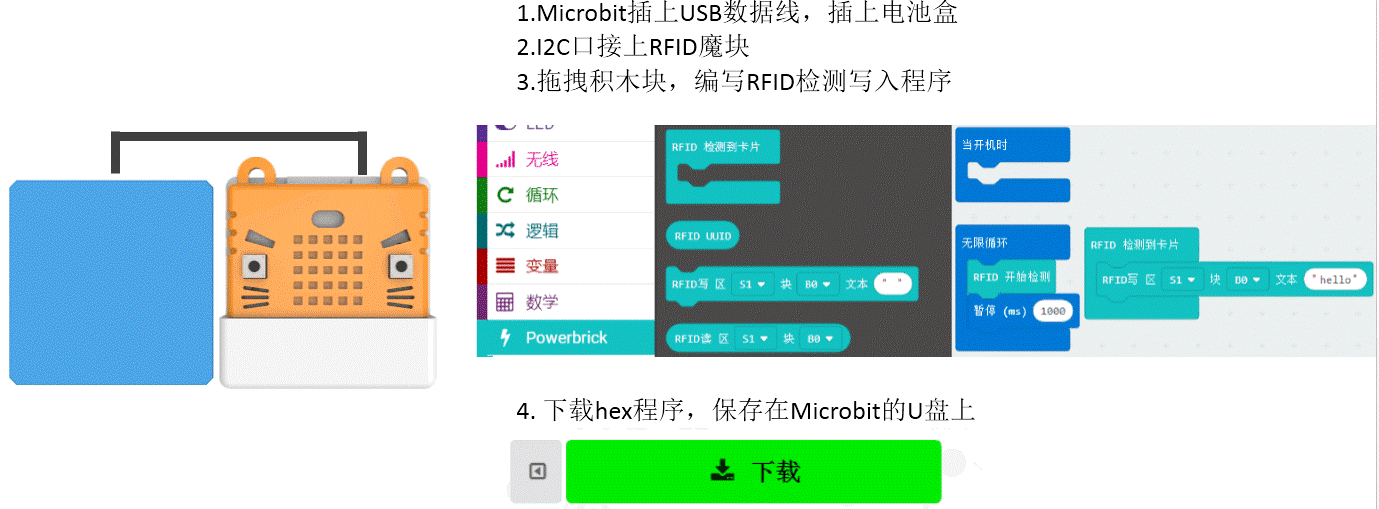 1.Microbit插上USB数据线，插上电池盒
2.I2C口接上RFID魔块
3.拖拽积木块，编写RFID检测写入程序
LED
无线
循环
逻辑
变量
数学
Powerbrick
RFID 检测到卡片
RFID UUID
RFID写 区 S1 块 B0 文本 " "
RFID读 区 S1 块 B0
当开机时
无限循环
RFID 开始检测
暂停 (ms) 1000
RFID 检测到卡片
RFID写 区 S1 块 B0 文本 "hello"
4. 下载hex程序，保存在Microbit的U盘上
下载